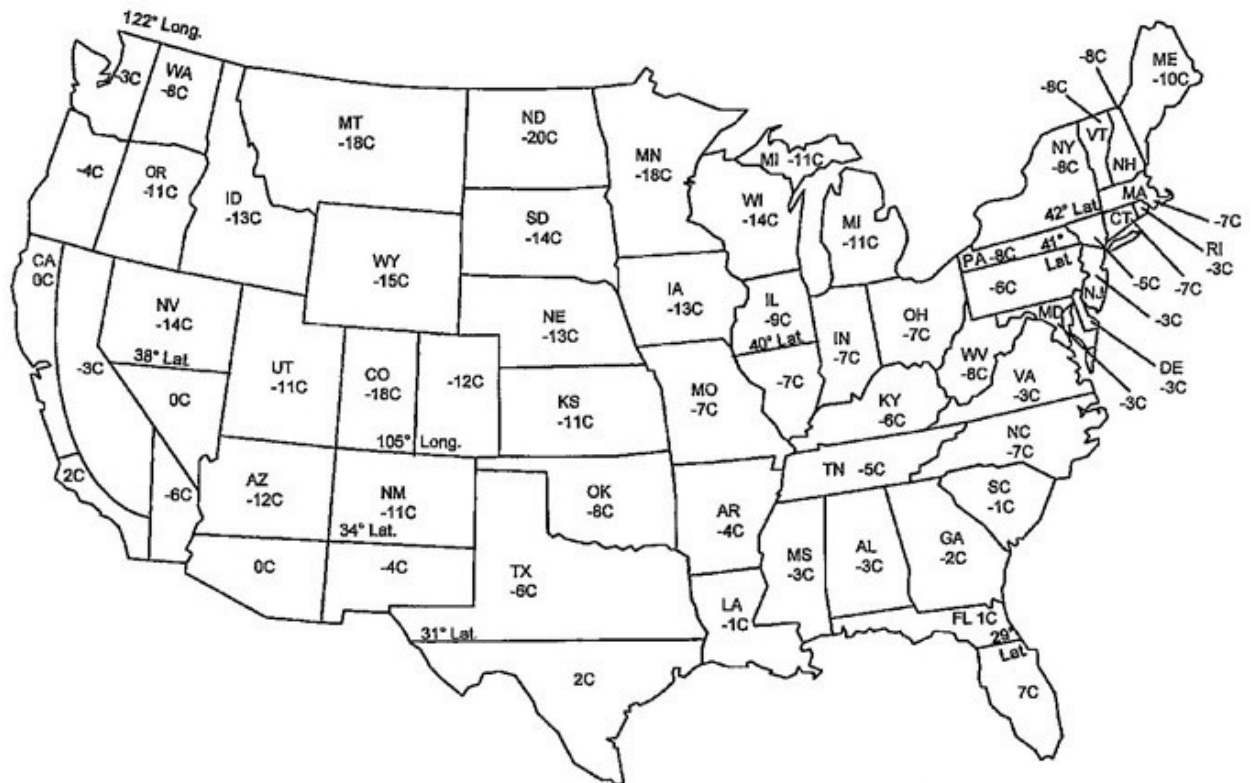 122° Long.
-3C
WA
-8C
-4C
OR
-11C
ID
-13C
MT
-18C
WY
-15C
ND
-20C
SD
-14C
NE
-13C
KS
-11C
MN
-18C
WI
-14C
MI -11C
MI
-11C
IA
-13C
IL
-9C
40° Lat.
-7C
IN
-7C
OH
-7C
MO
-7C
KY
-6C
WV
-8C
VA
-3C
CA
0C
-3C
2C
-6C
NV
-14C
38° Lat.
0C
UT
-11C
CO
-18C
-12C
105° Long.
AZ
-12C
0C
NM
-11C
34° Lat.
-4C
OK
-8C
TX
-6C
31° Lat.
2C
AR
-4C
LA
-1C
MS
-3C
AL
-3C
TN -5C
NC
-7C
SC
-1C
GA
-2C
FL 1C
29°
Lat
7C
ME
-10C
-8C
-8C
VT
NH
NY
-8C
42° Lat.
MA
-7C
CT
RI
-3C
-7C
-5C
PA -8C
41°
Lat
-6C
NJ
-3C
MD
DE
-3C
-3C